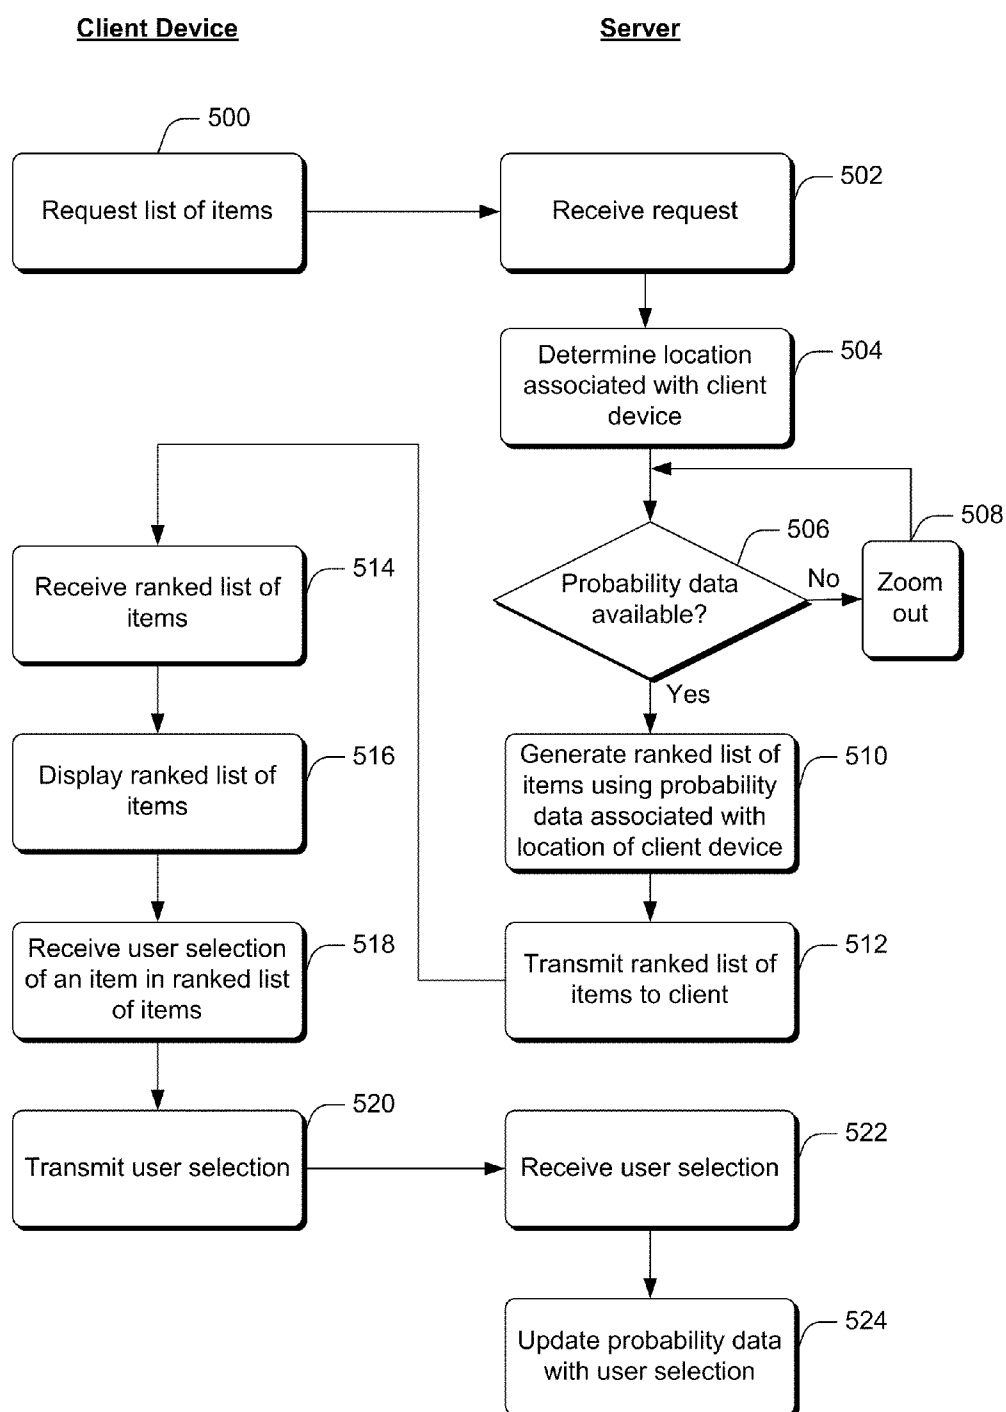 Client Device
Server
500
Request list of items
502
Receive request
504
Determine location
associated with client
device
506
Probability data
available?
No
508
Zoom
out
Yes
510
Generate ranked list of
items using probability
data associated with
location of client device
512
Transmit ranked list of
items to client
514
Receive ranked list of
items
516
Display ranked list of
items
518
Receive user selection
of an item in ranked list
of items
520
Transmit user selection
522
Receive user selection
524
Update probability data
with user selection